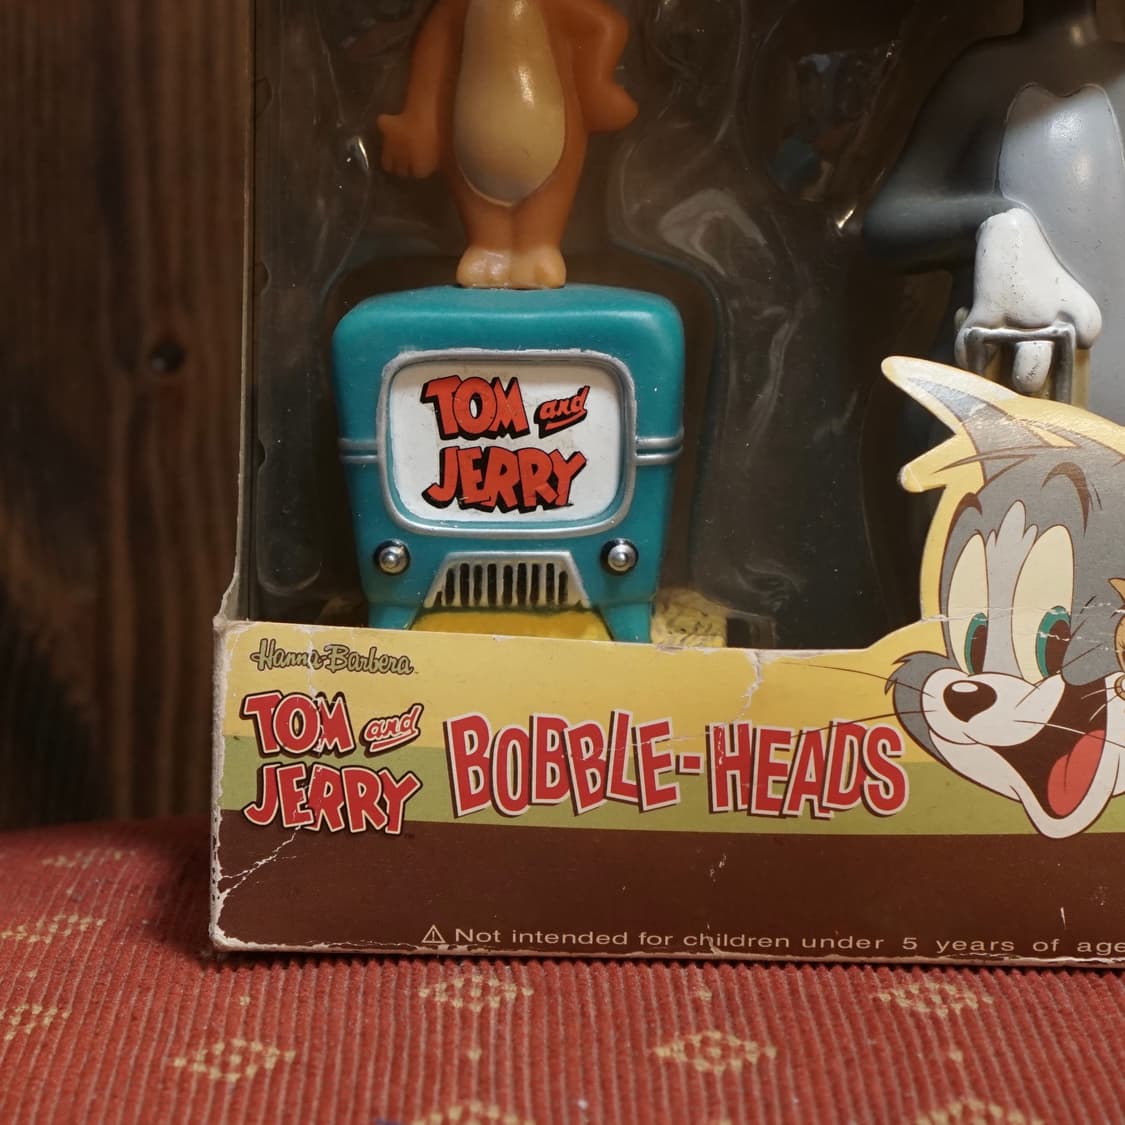 TOM and
JERRY
Hanna-Barbera
TOM and
JERRY
BOBBLE-HEADS
⚠ Not intended for children under 5 years of age